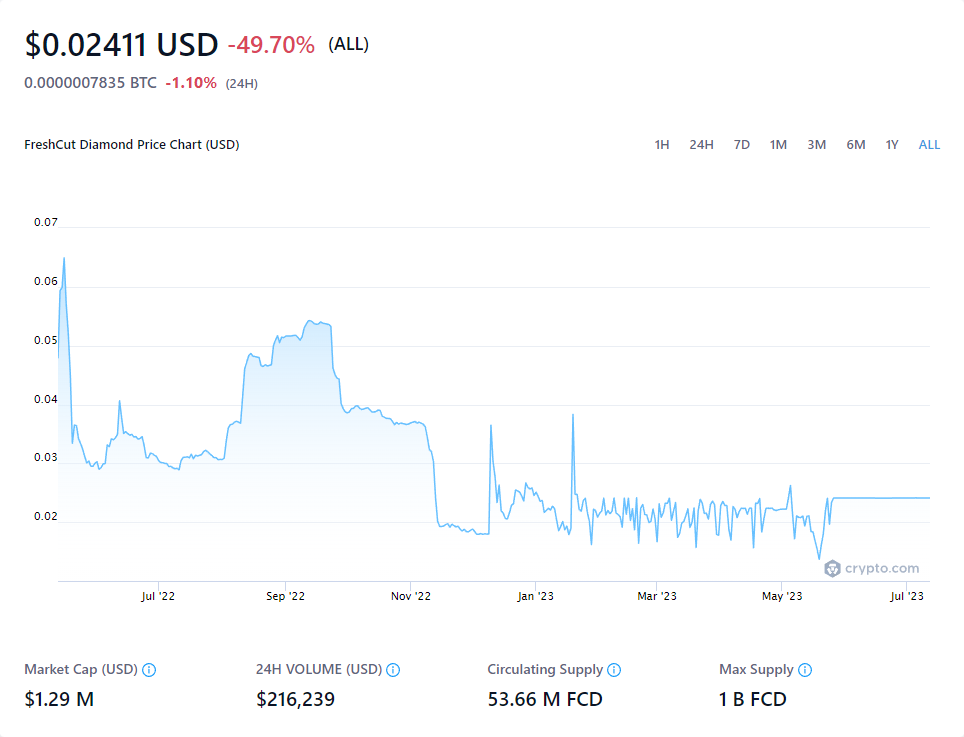 $0.02411 USD -49.70% (ALL)
0.0000007835 BTC -1.10% (24H)
FreshCut Diamond Price Chart (USD) 1H 24H 7D 1M 3M 6M 1Y ALL
0.07
0.06
0.05
0.04
0.03
0.02
crypto.com
Jul '22 Sep '22 Nov '22 Jan '23 Mar '23 May '23 Jul '23
Market Cap (USD) 24H VOLUME (USD) Circulating Supply Max Supply
$1.29 M $216,239 53.66 M FCD 1 B FCD